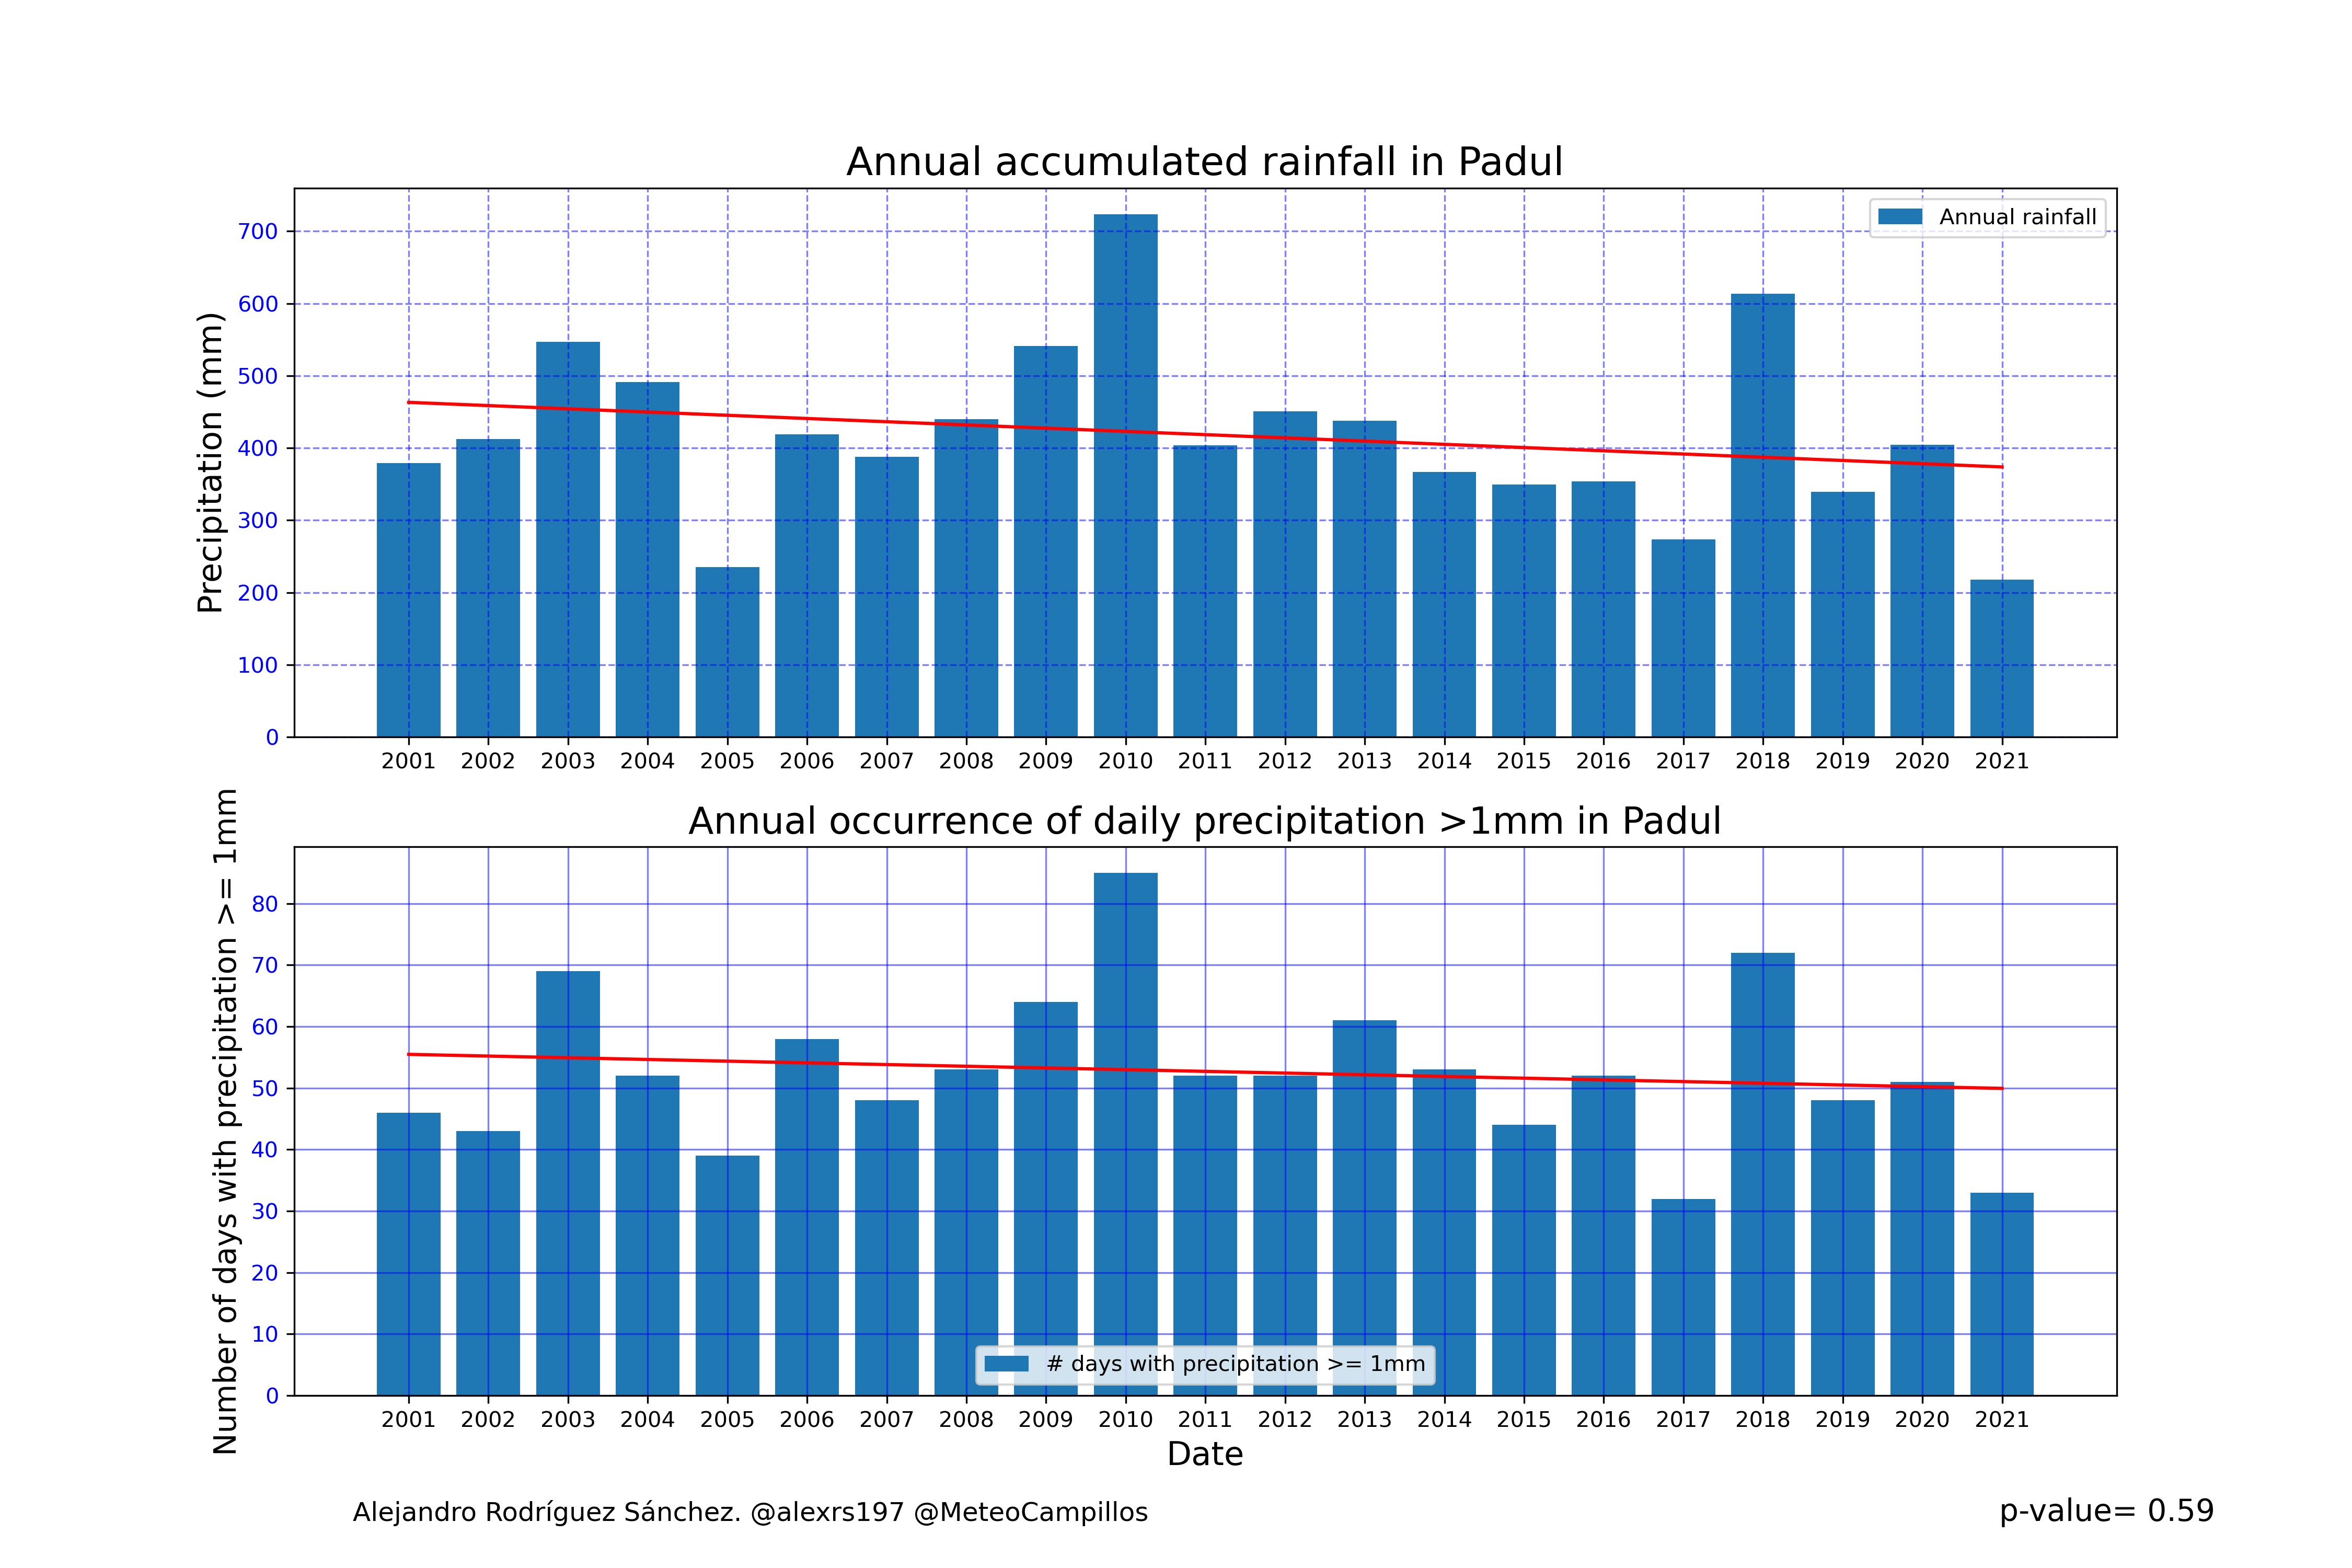 Annual accumulated rainfall in Padul
Precipitation (mm)
700
600
500
400
300
200
100
0
Annual rainfall
2001 2002 2003 2004 2005 2006 2007 2008 2009 2010 2011 2012 2013 2014 2015 2016 2017 2018 2019 2020 2021
Annual occurrence of daily precipitation >1mm in Padul
Number of days with precipitation >= 1mm
80
70
60
50
40
30
20
10
0
# days with precipitation >= 1mm
2001 2002 2003 2004 2005 2006 2007 2008 2009 2010 2011 2012 2013 2014 2015 2016 2017 2018 2019 2020 2021
Date
Alejandro Rodríguez Sánchez. @alexrs197 @MeteoCampillos
p-value= 0.59